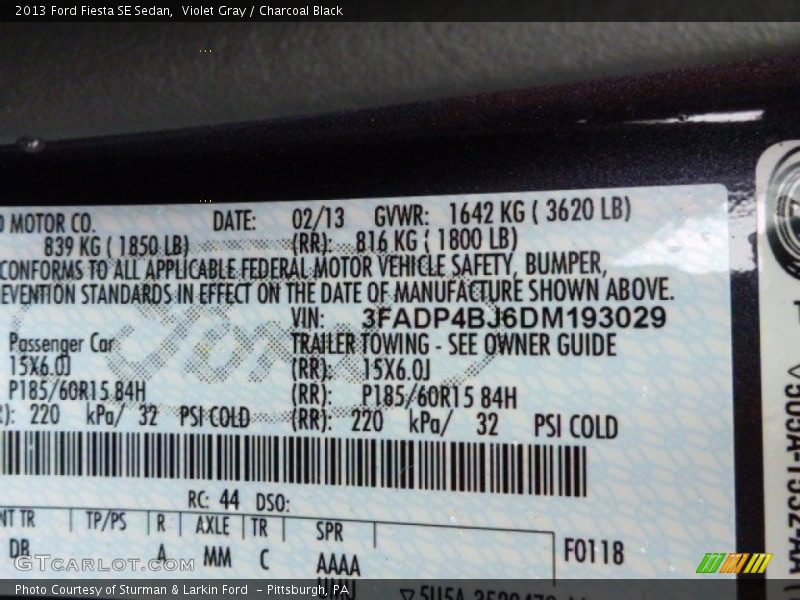 2013 Ford Fiesta SE Sedan, Violet Gray / Charcoal Black
MOTOR CO. DATE: 02/13 GVWR: 1642 KG ( 3620 LB)
839 KG ( 1850 LB) (RR): 816 KG ( 1800 LB)
CONFORMS TO ALL APPLICABLE FEDERAL MOTOR VEHICLE SAFETY, BUMPER,
EVENTION STANDARDS IN EFFECT ON THE DATE OF MANUFACTURE SHOWN ABOVE.
VIN: 3FADP4BJ6DM193029
Passenger Car TRAILER TOWING - SEE OWNER GUIDE
15X6.0J (RR): 15X6.0J
P185/60R15 84H (RR): P185/60R15 84H
): 220 kPa/ 32 PSI COLD (RR): 220 kPa/ 32 PSI COLD
RC: 44 DSO:
NT TR TP/PS R AXLE TR SPR
DB A MM C AAAA
F0118
GTCarLot.com
Photo Courtesy of Sturman & Larkin Ford - Pittsburgh, PA